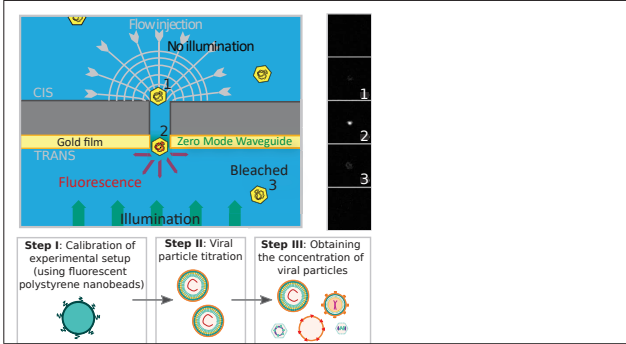 Flow injection
No illumination
1
CIS
2
Gold film
Zero Mode Waveguide
TRANS
Bleached
3
Fluorescence
Illumination
1
2
3
Step I: Calibration of
experimental setup
(using fluorescent
polystyrene nanobeads)
Step II: Viral
particle titration
Step III: Obtaining
the concentration of
viral particles